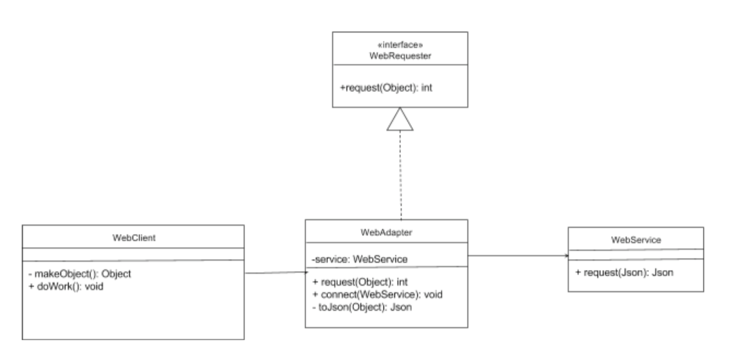 «interface»
WebRequester
+request(Object): int
WebClient
- makeObject(): Object
+ doWork(): void
WebAdapter
-service: WebService
+ request(Object): int
+ connect(WebService): void
- toJson(Object): Json
WebService
+ request(Json): Json